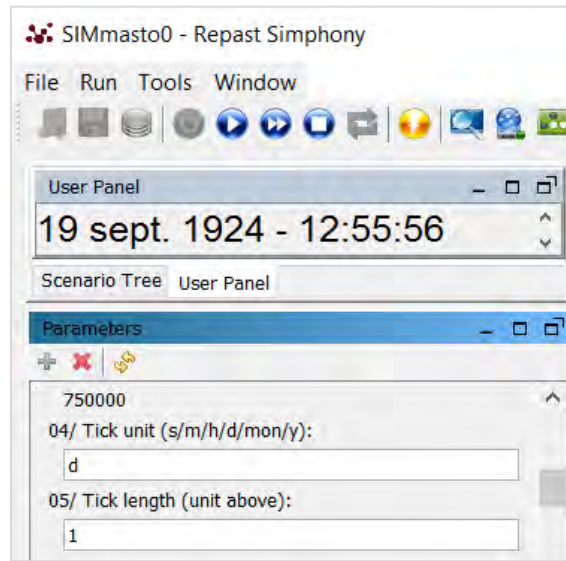 SIMmasto0 - Repast Simphony
File Run Tools Window
User Panel
19 sept. 1924 - 12:55:56
Scenario Tree User Panel
Parameters
750000
04/ Tick unit (s/m/h/d/mon/y):
d
05/ Tick length (unit above):
1